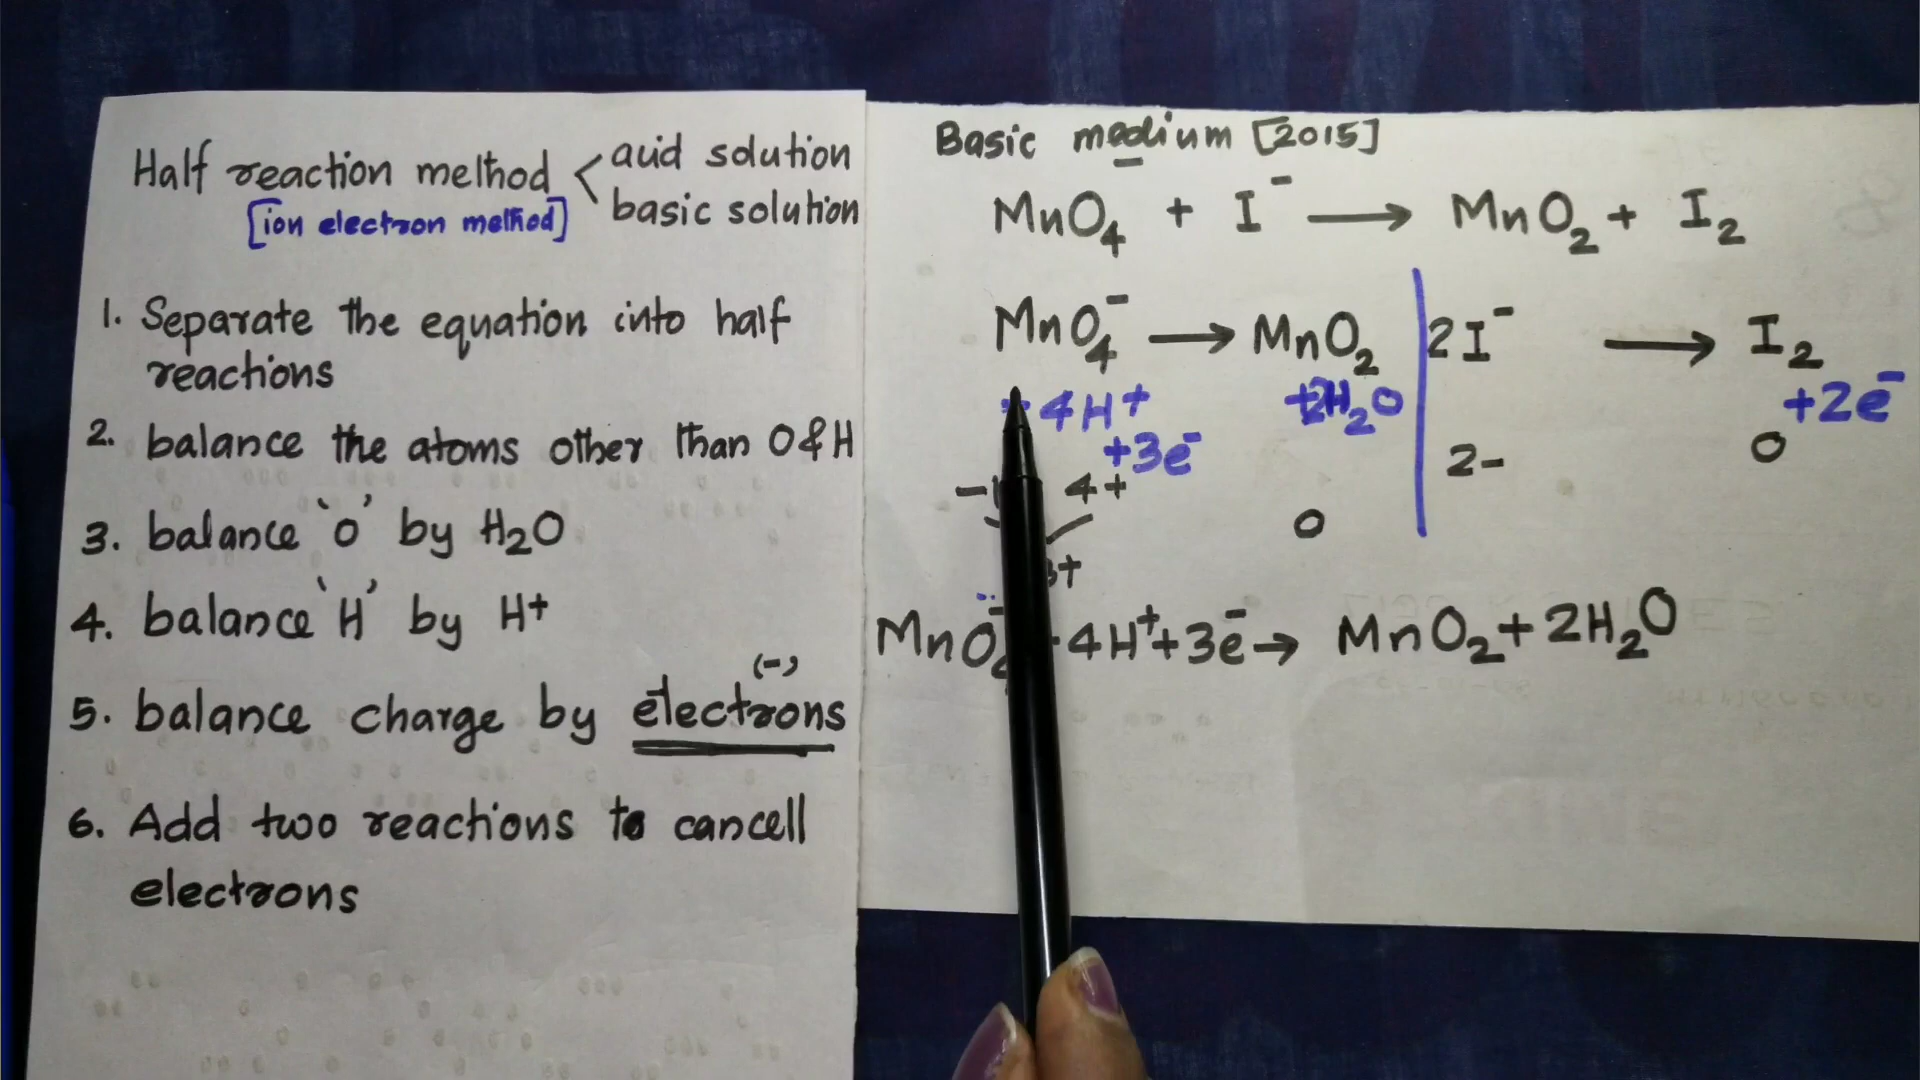 Half reaction method < acid solution
basic solution
[ion electron method]
1. Separate the equation into half
reactions
2. balance the atoms other than O & H
3. balance 'O' by H₂O
4. balance 'H' by H+
(-)
5. balance charge by electrons
6. Add two reactions to cancell
electrons
Basic medium [2015]
MnO₄⁻ + I⁻ → MnO₂ + I₂
MnO₄⁻ → MnO₂ | 2I⁻ → I₂
4H⁺ +2H₂O +2e⁻
+3e⁻ 2- 0
4+ 0
MnO 4H⁺+3e⁻ → MnO₂+2H₂O